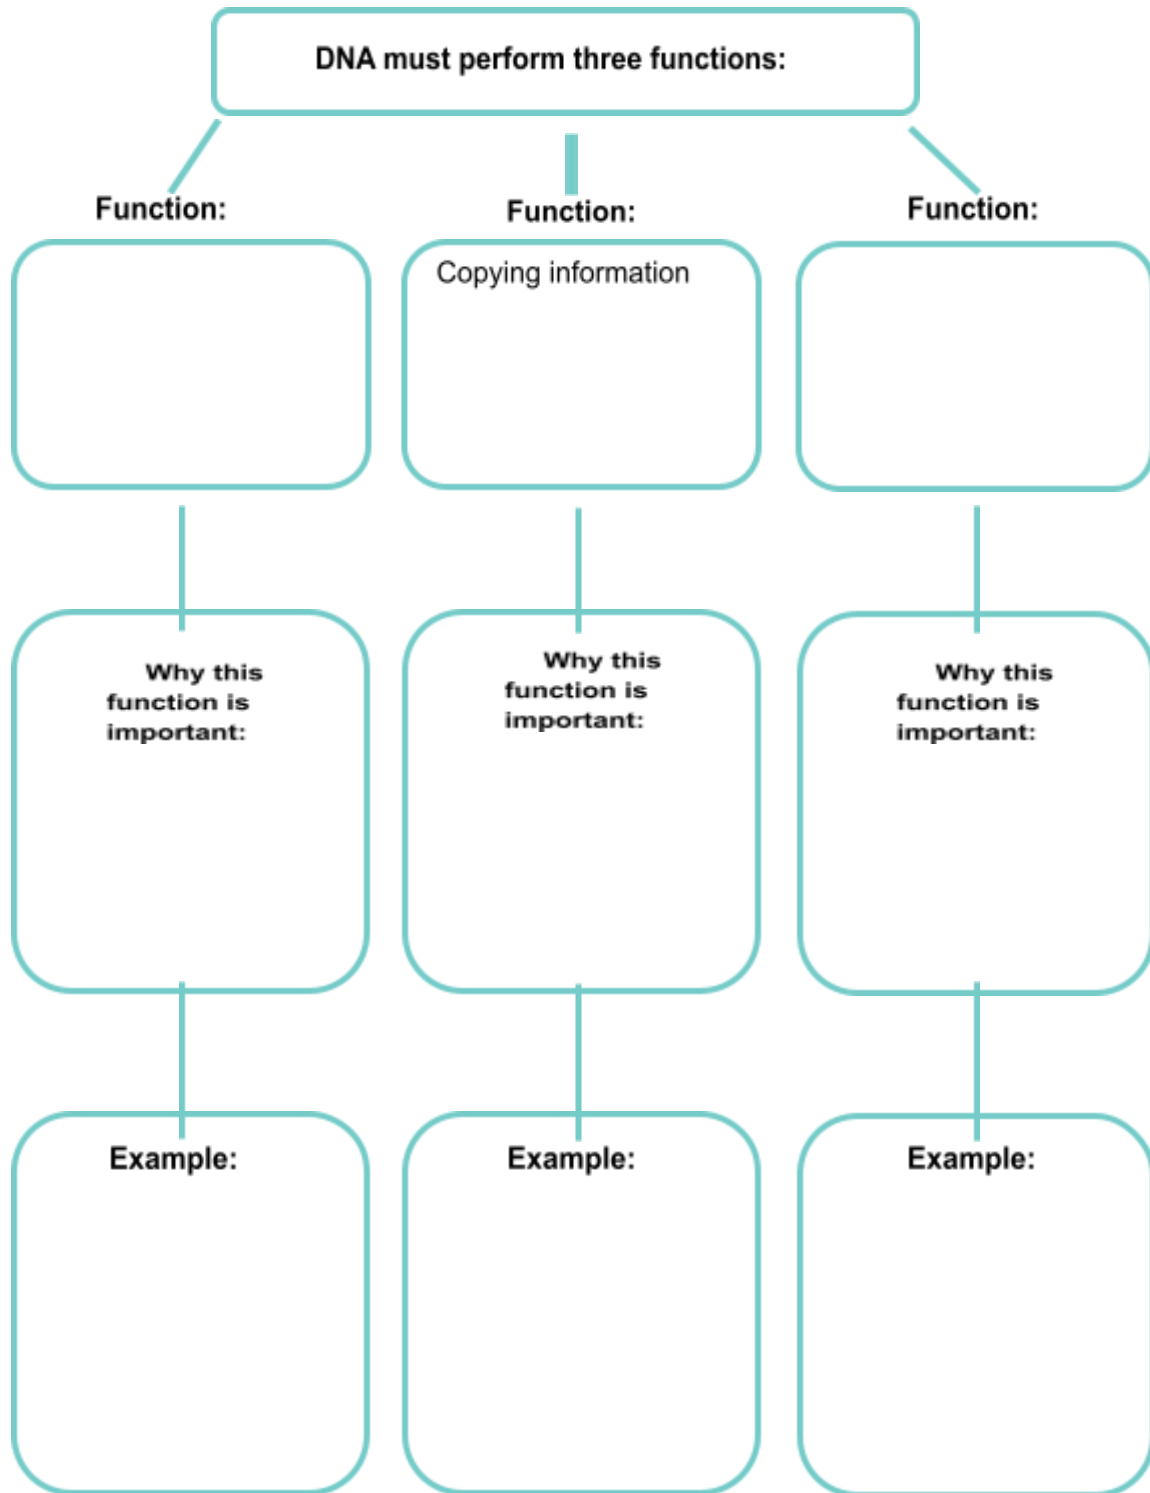 DNA must perform three functions:
Function:
Function:
Function:
Copying information
Why this
function is
important:
Why this
function is
important:
Why this
function is
important:
Example:
Example:
Example: